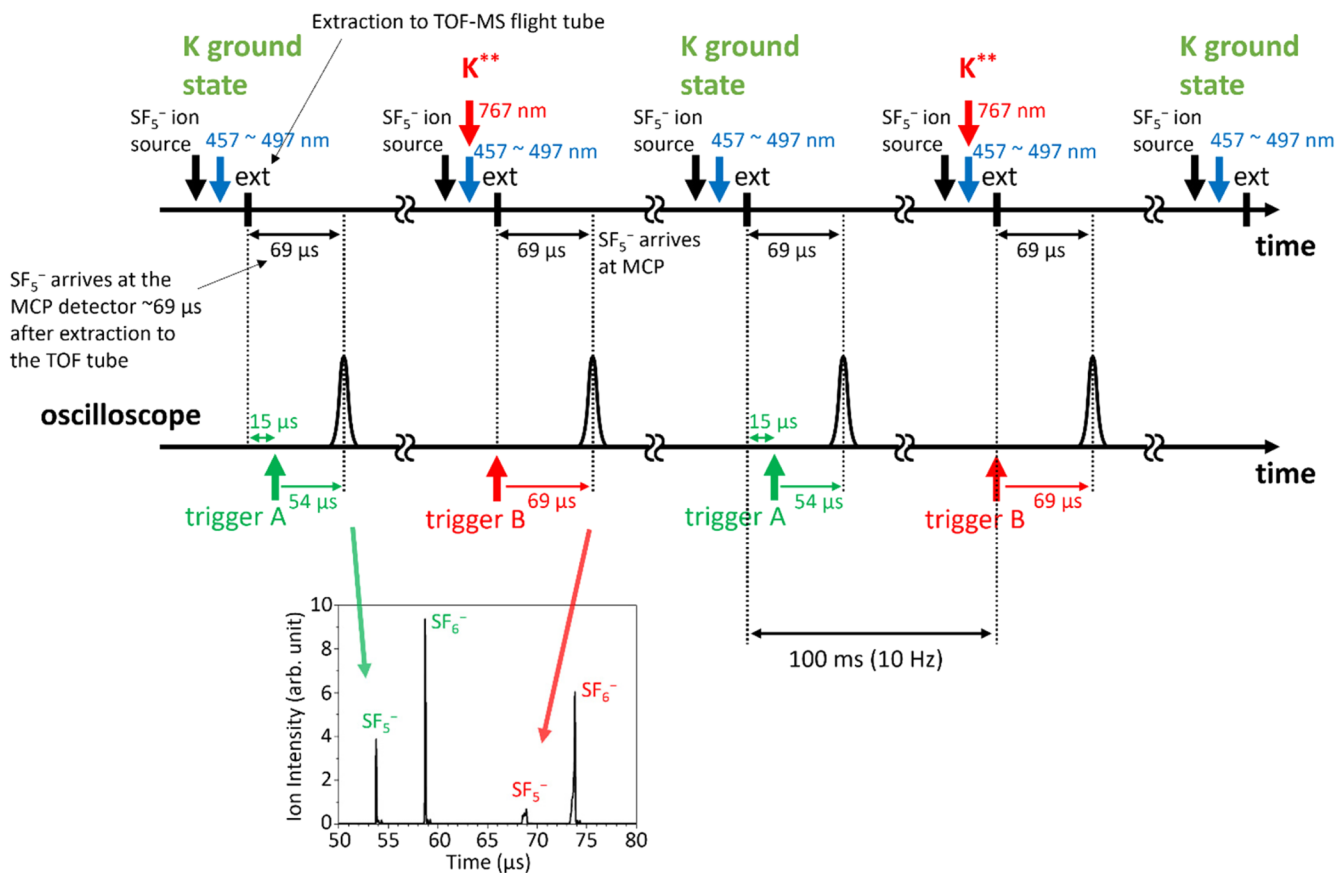 Extraction to TOF-MS flight tube
K ground
state
K**
K ground
state
K**
K ground
state
767 nm
767 nm
SF₅⁻ ion
source
457 ~ 497 nm
ext
SF₅⁻ ion
source
457 ~ 497 nm
ext
SF₅⁻ ion
source
457 ~ 497 nm
ext
SF₅⁻ ion
source
457 ~ 497 nm
ext
SF₅⁻ ion
source
457 ~ 497 nm
ext
time
69 µs
69 µs
69 µs
69 µs
SF₅⁻ arrives
at MCP
SF₅⁻ arrives at the
MCP detector ~69 µs
after extraction to
the TOF tube
oscilloscope
15 µs
15 µs
time
54 µs
69 µs
54 µs
69 µs
trigger A
trigger B
trigger A
trigger B
100 ms (10 Hz)
Ion Intensity (arb. unit)
10
8
6
4
2
0
SF₅⁻
SF₆⁻
SF₅⁻
SF₆⁻
50 55 60 65 70 75 80
Time (µs)